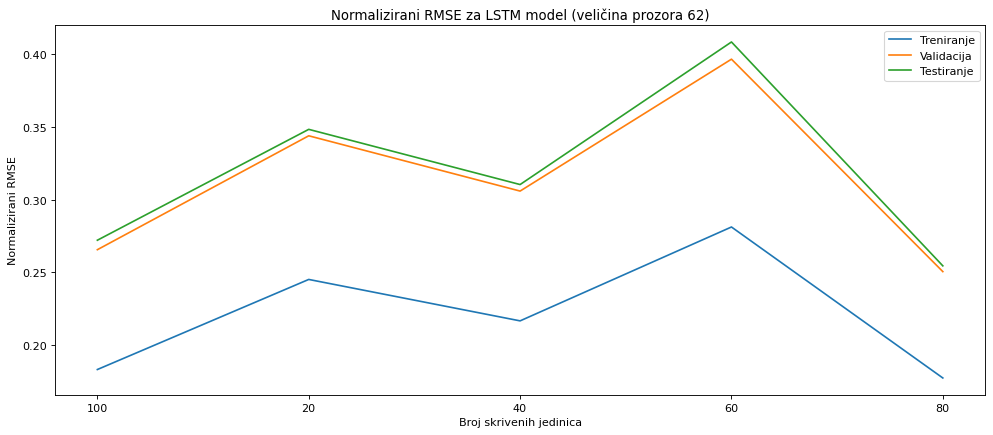 Normalizirani RMSE za LSTM model (veličina prozora 62)
Treniranje
Validacija
Testiranje
Normalizirani RMSE
0.40
0.35
0.30
0.25
0.20
100 20 40 60 80
Broj skrivenih jedinica